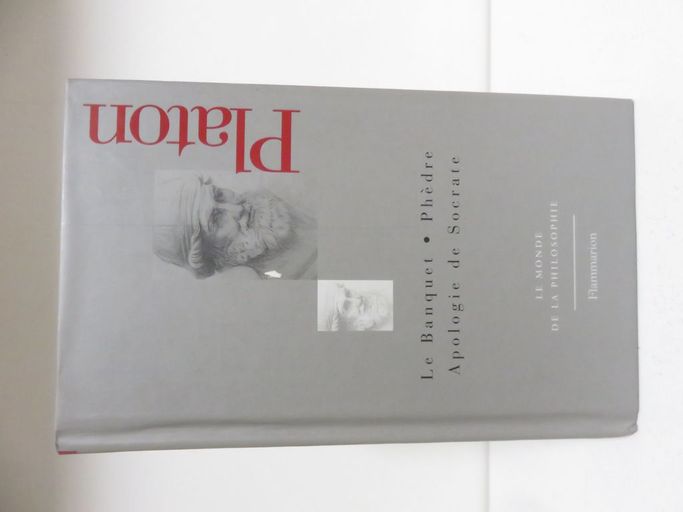 Platon
Le Banquet • Phèdre
Apologie de Socrate
LE MONDE
DE LA PHILOSOPHIE
Flammarion